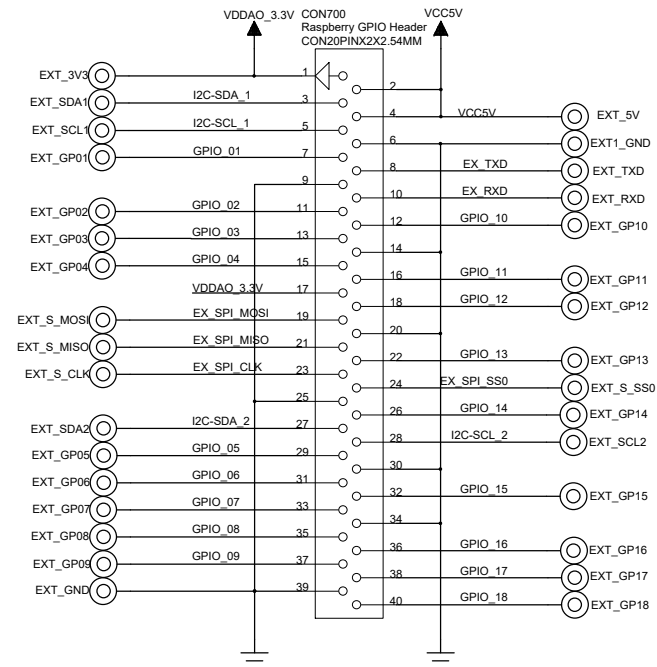 VDDAO_3.3V CON700 VCC5V
Raspberry GPIO Header
CON20PINX2X2.54MM
EXT_3V3 1
2
EXT_SDA1 I2C-SDA_1 3
4 VCC5V EXT_5V
EXT_SCL1 I2C-SCL_1 5
6 EXT1_GND
EXT_GP01 GPIO_01 7
8 EX_TXD EXT_TXD
9
10 EX_RXD EXT_RXD
EXT_GP02 GPIO_02 11
12 GPIO_10 EXT_GP10
EXT_GP03 GPIO_03 13
14
EXT_GP04 GPIO_04 15
16 GPIO_11 EXT_GP11
VDDAO_3.3V 17
18 GPIO_12 EXT_GP12
EXT_S_MOSI EX_SPI_MOSI 19
20
EXT_S_MISO EX_SPI_MISO 21
22 GPIO_13 EXT_GP13
EXT_S_CLK EX_SPI_CLK 23
24 EX_SPI_SS0 EXT_S_SS0
25
26 GPIO_14 EXT_GP14
EXT_SDA2 I2C-SDA_2 27
28 I2C-SCL_2 EXT_SCL2
EXT_GP05 GPIO_05 29
30
EXT_GP06 GPIO_06 31
32 GPIO_15 EXT_GP15
EXT_GP07 GPIO_07 33
34
EXT_GP08 GPIO_08 35
36 GPIO_16 EXT_GP16
EXT_GP09 GPIO_09 37
38 GPIO_17 EXT_GP17
EXT_GND 39
40 GPIO_18 EXT_GP18